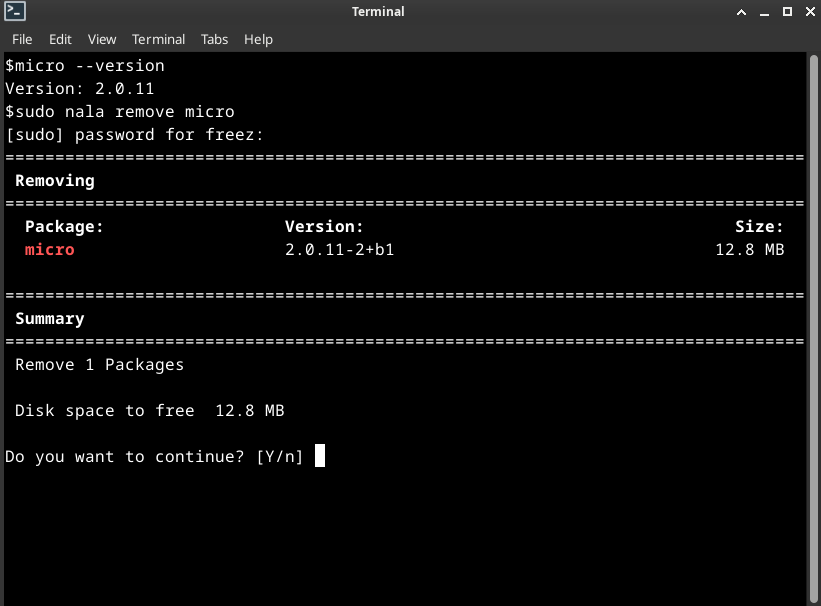 Terminal
File Edit View Terminal Tabs Help
$micro --version
Version: 2.0.11
$sudo nala remove micro
[sudo] password for freez:
================================================================================
Removing
================================================================================
Package: Version: Size:
micro 2.0.11-2+b1 12.8 MB
================================================================================
Summary
================================================================================
Remove 1 Packages
Disk space to free 12.8 MB
Do you want to continue? [Y/n]